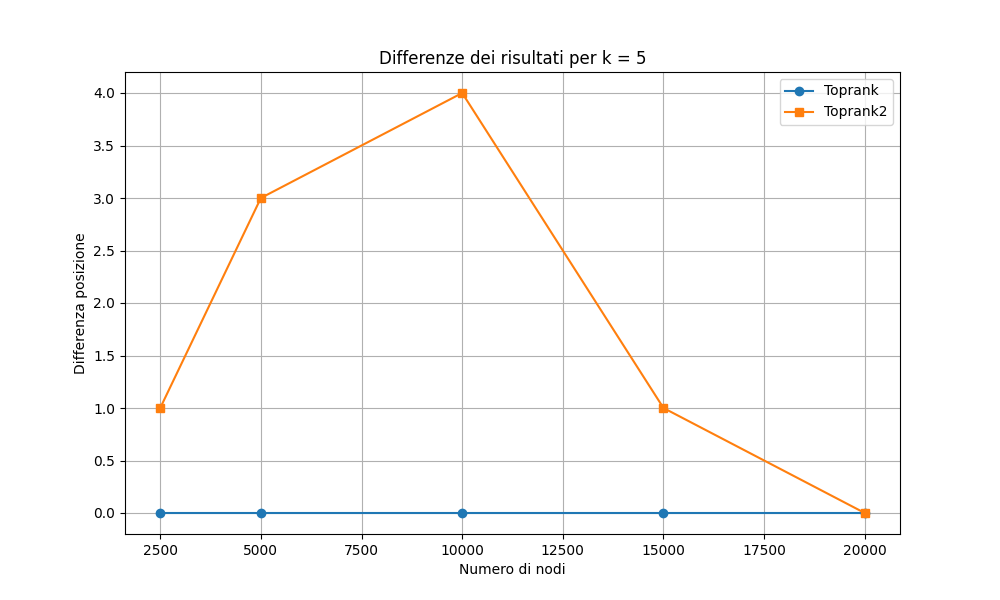 Differenze dei risultati per k = 5
Toprank
Toprank2
Differenza posizione
4.0
3.5
3.0
2.5
2.0
1.5
1.0
0.5
0.0
2500 5000 7500 10000 12500 15000 17500 20000
Numero di nodi